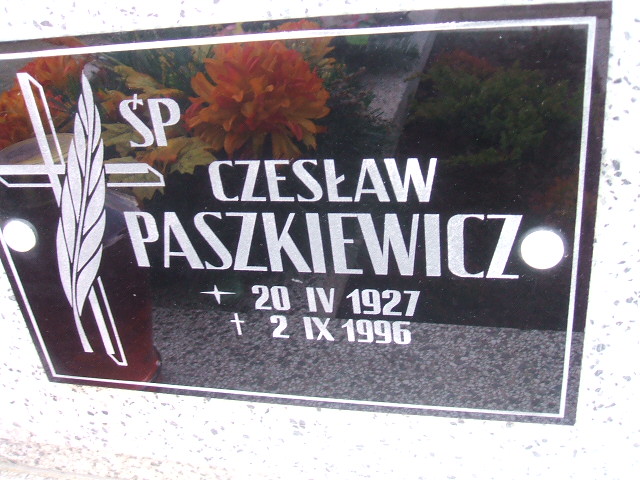 ŚP
CZESŁAW
PASZKIEWICZ
20 IV 1927
† 2 IX 1996